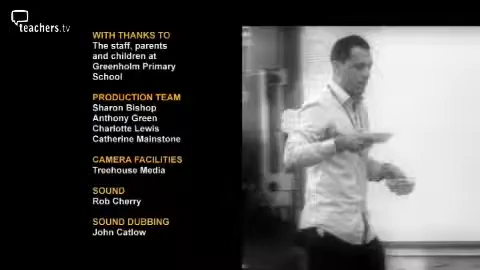 teachers.tv
WITH THANKS TO
The staff, parents
and children at
Greenholm Primary
School
PRODUCTION TEAM
Sharon Bishop
Anthony Green
Charlotte Lewis
Catherine Mainstone
CAMERA FACILITIES
Treehouse Media
SOUND
Rob Cherry
SOUND DUBBING
John Catlow